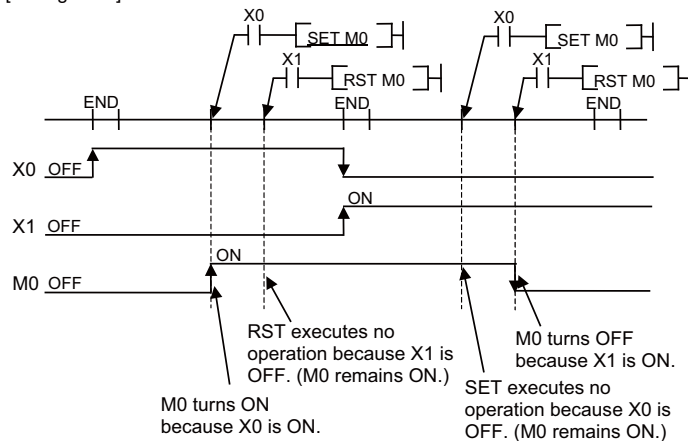 X0
SET M0
X1
RST M0
X0
SET M0
X1
RST M0
END
END
END
X0 OFF
ON
X1 OFF
ON
M0 OFF
RST executes no
operation because X1 is
OFF. (M0 remains ON.)
M0 turns ON
because X0 is ON.
M0 turns OFF
because X1 is ON.
SET executes no
operation because X0 is
OFF. (M0 remains ON.)